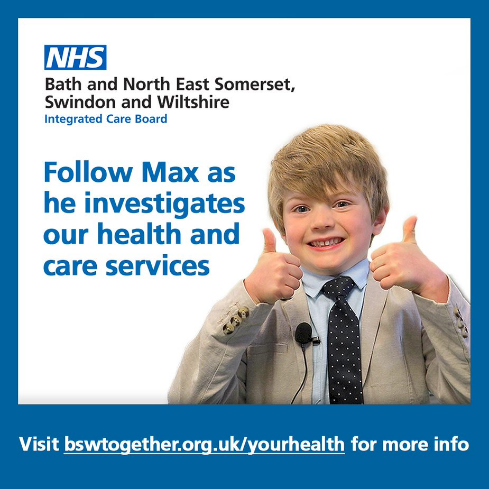 NHS
Bath and North East Somerset,
Swindon and Wiltshire
Integrated Care Board
Follow Max as
he investigates
our health and
care services
Visit bswtogether.org.uk/yourhealth for more info